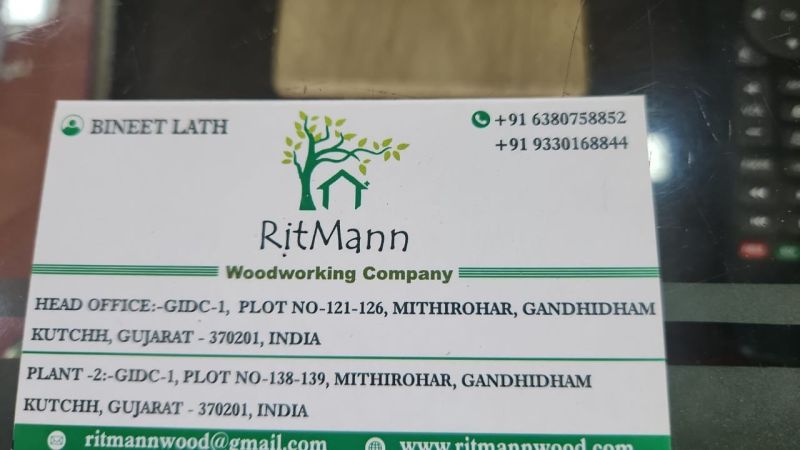 BINEET LATH
+91 6380758852
+91 9330168844
RitMann
Woodworking Company
HEAD OFFICE:-GIDC-1, PLOT NO-121-126, MITHIROHAR, GANDHIDHAM
KUTCHH, GUJARAT - 370201, INDIA
PLANT -2:-GIDC-1, PLOT NO-138-139, MITHIROHAR, GANDHIDHAM
KUTCHH, GUJARAT - 370201, INDIA
ritmannwood@gmail.com www.ritmannwood.com